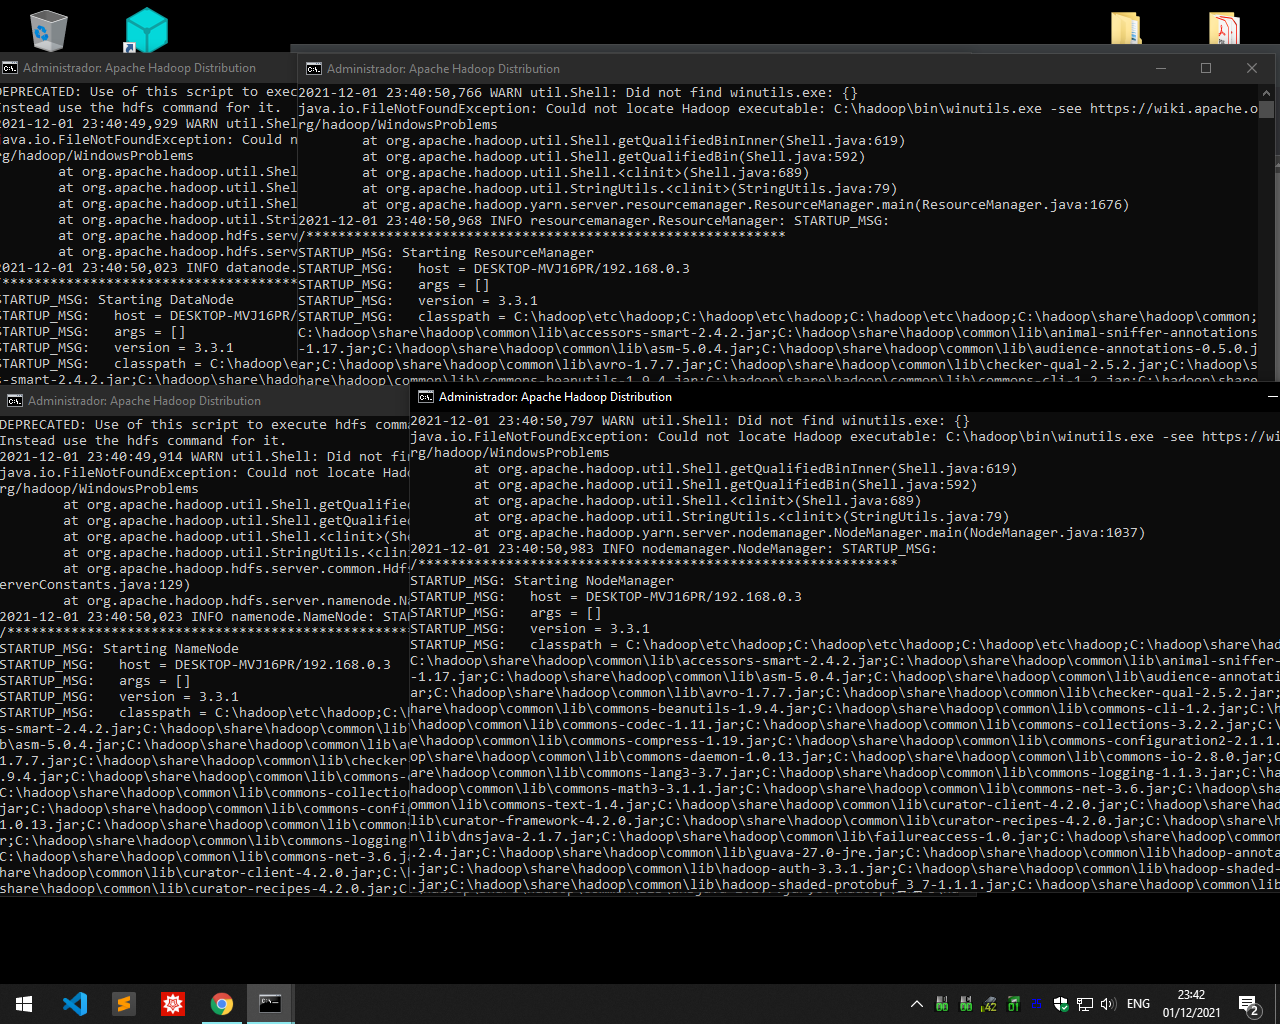 Administrador: Apache Hadoop Distribution
DEPRECATED: Use of this script to exec
Instead use the hdfs command for it.
2021-12-01 23:40:49,929 WARN util.Shel
java.io.FileNotFoundException: Could n
rg/hadoop/WindowsProblems
at org.apache.hadoop.util.Shel
at org.apache.hadoop.util.Shel
at org.apache.hadoop.util.Shel
at org.apache.hadoop.util.Stri
at org.apache.hadoop.hdfs.serv
at org.apache.hadoop.hdfs.serv
2021-12-01 23:40:50,023 INFO datanode.
STARTUP_MSG: Starting DataNode
STARTUP_MSG:   host = DESKTOP-MVJ16PR/
STARTUP_MSG:   args = []
STARTUP_MSG:   version = 3.3.1
STARTUP_MSG:   classpath = C:\hadoop\e
s-smart-2.4.2.jar;C:\hadoop\share\hado
Administrador: Apache Hadoop Distribution
2021-12-01 23:40:50,766 WARN util.Shell: Did not find winutils.exe: {}
java.io.FileNotFoundException: Could not locate Hadoop executable: C:\hadoop\bin\winutils.exe -see https://wiki.apache.o
rg/hadoop/WindowsProblems
at org.apache.hadoop.util.Shell.getQualifiedBinInner(Shell.java:619)
at org.apache.hadoop.util.Shell.getQualifiedBin(Shell.java:592)
at org.apache.hadoop.util.Shell.<clinit>(Shell.java:689)
at org.apache.hadoop.util.StringUtils.<clinit>(StringUtils.java:79)
at org.apache.hadoop.yarn.server.resourcemanager.ResourceManager.main(ResourceManager.java:1676)
2021-12-01 23:40:50,968 INFO resourcemanager.ResourceManager: STARTUP_MSG:
/************************************************************
STARTUP_MSG: Starting ResourceManager
STARTUP_MSG:   host = DESKTOP-MVJ16PR/192.168.0.3
STARTUP_MSG:   args = []
STARTUP_MSG:   version = 3.3.1
STARTUP_MSG:   classpath = C:\hadoop\etc\hadoop;C:\hadoop\etc\hadoop;C:\hadoop\etc\hadoop;C:\hadoop\share\hadoop\common;
C:\hadoop\share\hadoop\common\lib\accessors-smart-2.4.2.jar;C:\hadoop\share\hadoop\common\lib\animal-sniffer-annotations
-1.17.jar;C:\hadoop\share\hadoop\common\lib\asm-5.0.4.jar;C:\hadoop\share\hadoop\common\lib\audience-annotations-0.5.0.j
ar;C:\hadoop\share\hadoop\common\lib\avro-1.7.7.jar;C:\hadoop\share\hadoop\common\lib\checker-qual-2.5.2.jar;C:\hadoop\s
hare\hadoop\common\lib\commons-beanutils-1.9.4.jar;C:\hadoop\share\hadoop\common\lib\commons-cli-1.2.jar;C:\hadoop\share
Administrador: Apache Hadoop Distribution
DEPRECATED: Use of this script to execute hdfs comma
Instead use the hdfs command for it.
2021-12-01 23:40:49,914 WARN util.Shell: Did not fin
java.io.FileNotFoundException: Could not locate Hado
rg/hadoop/WindowsProblems
at org.apache.hadoop.util.Shell.getQualified
at org.apache.hadoop.util.Shell.getQualified
at org.apache.hadoop.util.Shell.<clinit>(She
at org.apache.hadoop.util.StringUtils.<clini
at org.apache.hadoop.hdfs.server.common.Hdfs
erverConstants.java:129)
at org.apache.hadoop.hdfs.server.namenode.Na
2021-12-01 23:40:50,023 INFO namenode.NameNode: STA
/***************************************************
STARTUP_MSG: Starting NameNode
STARTUP_MSG:   host = DESKTOP-MVJ16PR/192.168.0.3
STARTUP_MSG:   args = []
STARTUP_MSG:   version = 3.3.1
STARTUP_MSG:   classpath = C:\hadoop\etc\hadoop;C:\
s-smart-2.4.2.jar;C:\hadoop\share\hadoop\common\lib\
b\asm-5.0.4.jar;C:\hadoop\share\hadoop\common\lib\au
1.7.7.jar;C:\hadoop\share\hadoop\common\lib\checker
.9.4.jar;C:\hadoop\share\hadoop\common\lib\commons-
C:\hadoop\share\hadoop\common\lib\commons-collection
jar;C:\hadoop\share\hadoop\common\lib\commons-config
1.0.13.jar;C:\hadoop\share\hadoop\common\lib\common
r;C:\hadoop\share\hadoop\common\lib\commons-logging
C:\hadoop\share\hadoop\common\lib\commons-net-3.6.ja
hare\hadoop\common\lib\curator-client-4.2.0.jar;C:\
share\hadoop\common\lib\curator-recipes-4.2.0.jar;C:
Administrador: Apache Hadoop Distribution
2021-12-01 23:40:50,797 WARN util.Shell: Did not find winutils.exe: {}
java.io.FileNotFoundException: Could not locate Hadoop executable: C:\hadoop\bin\winutils.exe -see https://wi
rg/hadoop/WindowsProblems
at org.apache.hadoop.util.Shell.getQualifiedBinInner(Shell.java:619)
at org.apache.hadoop.util.Shell.getQualifiedBin(Shell.java:592)
at org.apache.hadoop.util.Shell.<clinit>(Shell.java:689)
at org.apache.hadoop.util.StringUtils.<clinit>(StringUtils.java:79)
at org.apache.hadoop.yarn.server.nodemanager.NodeManager.main(NodeManager.java:1037)
2021-12-01 23:40:50,983 INFO nodemanager.NodeManager: STARTUP_MSG:
/************************************************************
STARTUP_MSG: Starting NodeManager
STARTUP_MSG:   host = DESKTOP-MVJ16PR/192.168.0.3
STARTUP_MSG:   args = []
STARTUP_MSG:   version = 3.3.1
STARTUP_MSG:   classpath = C:\hadoop\etc\hadoop;C:\hadoop\etc\hadoop;C:\hadoop\etc\hadoop;C:\hadoop\share\had
C:\hadoop\share\hadoop\common\lib\accessors-smart-2.4.2.jar;C:\hadoop\share\hadoop\common\lib\animal-sniffer-
-1.17.jar;C:\hadoop\share\hadoop\common\lib\asm-5.0.4.jar;C:\hadoop\share\hadoop\common\lib\audience-annotati
ar;C:\hadoop\share\hadoop\common\lib\avro-1.7.7.jar;C:\hadoop\share\hadoop\common\lib\checker-qual-2.5.2.jar;
hare\hadoop\common\lib\commons-beanutils-1.9.4.jar;C:\hadoop\share\hadoop\common\lib\commons-cli-1.2.jar;C:\h
\hadoop\common\lib\commons-codec-1.11.jar;C:\hadoop\share\hadoop\common\lib\commons-collections-3.2.2.jar;C:\
e\hadoop\common\lib\commons-compress-1.19.jar;C:\hadoop\share\hadoop\common\lib\commons-configuration2-2.1.1.
op\share\hadoop\common\lib\commons-daemon-1.0.13.jar;C:\hadoop\share\hadoop\common\lib\commons-io-2.8.0.jar;C
are\hadoop\common\lib\commons-lang3-3.7.jar;C:\hadoop\share\hadoop\common\lib\commons-logging-1.1.3.jar;C:\ha
hadoop\common\lib\commons-math3-3.1.1.jar;C:\hadoop\share\hadoop\common\lib\commons-net-3.6.jar;C:\hadoop\sha
ommon\lib\commons-text-1.4.jar;C:\hadoop\share\hadoop\common\lib\curator-client-4.2.0.jar;C:\hadoop\share\had
lib\curator-framework-4.2.0.jar;C:\hadoop\share\hadoop\common\lib\curator-recipes-4.2.0.jar;C:\hadoop\share\h
n\lib\dnsjava-2.1.7.jar;C:\hadoop\share\hadoop\common\lib\failureaccess-1.0.jar;C:\hadoop\share\hadoop\common
.2.4.jar;C:\hadoop\share\hadoop\common\lib\guava-27.0-jre.jar;C:\hadoop\share\hadoop\common\lib\hadoop-annota
.jar;C:\hadoop\share\hadoop\common\lib\hadoop-auth-3.3.1.jar;C:\hadoop\share\hadoop\common\lib\hadoop-shaded-
.jar;C:\hadoop\share\hadoop\common\lib\hadoop-shaded-protobuf_3_7-1.1.1.jar;C:\hadoop\share\hadoop\common\lib
ENG
23:42
01/12/2021
2